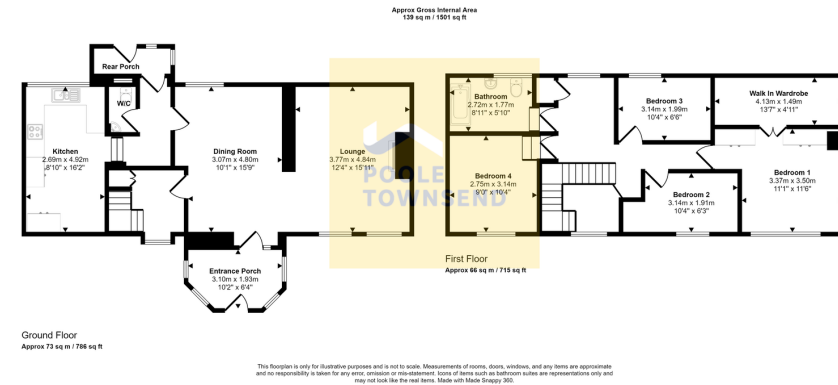 Approx Gross Internal Area
139 sq m / 1501 sq ft
Rear Porch
W/C
Kitchen
2.69m x 4.92m
8'10" x 16'2"
Dining Room
3.07m x 4.80m
10'1" x 15'9"
Lounge
3.77m x 4.84m
12'4" x 15'11"
Entrance Porch
3.10m x 1.93m
10'2" x 6'4"
Ground Floor
Approx 73 sq m / 786 sq ft
POOLE
TOWNSEND
Bathroom
2.72m x 1.77m
8'11" x 5'10"
Bedroom 3
3.14m x 1.99m
10'4" x 6'6"
Walk In Wardrobe
4.13m x 1.49m
13'7" x 4'11"
Bedroom 4
2.75m x 3.14m
9'0" x 10'4"
Bedroom 2
3.14m x 1.91m
10'4" x 6'3"
Bedroom 1
3.37m x 3.50m
11'1" x 11'6"
First Floor
Approx 66 sq m / 715 sq ft
This floorplan is only for illustrative purposes and is not to scale. Measurements of rooms, doors, windows, and any items are approximate
and no responsibility is taken for any error, omission or mis-statement. Icons of items such as bathroom suites are representations only and
may not look like the real items. Made with Made Snappy 360.